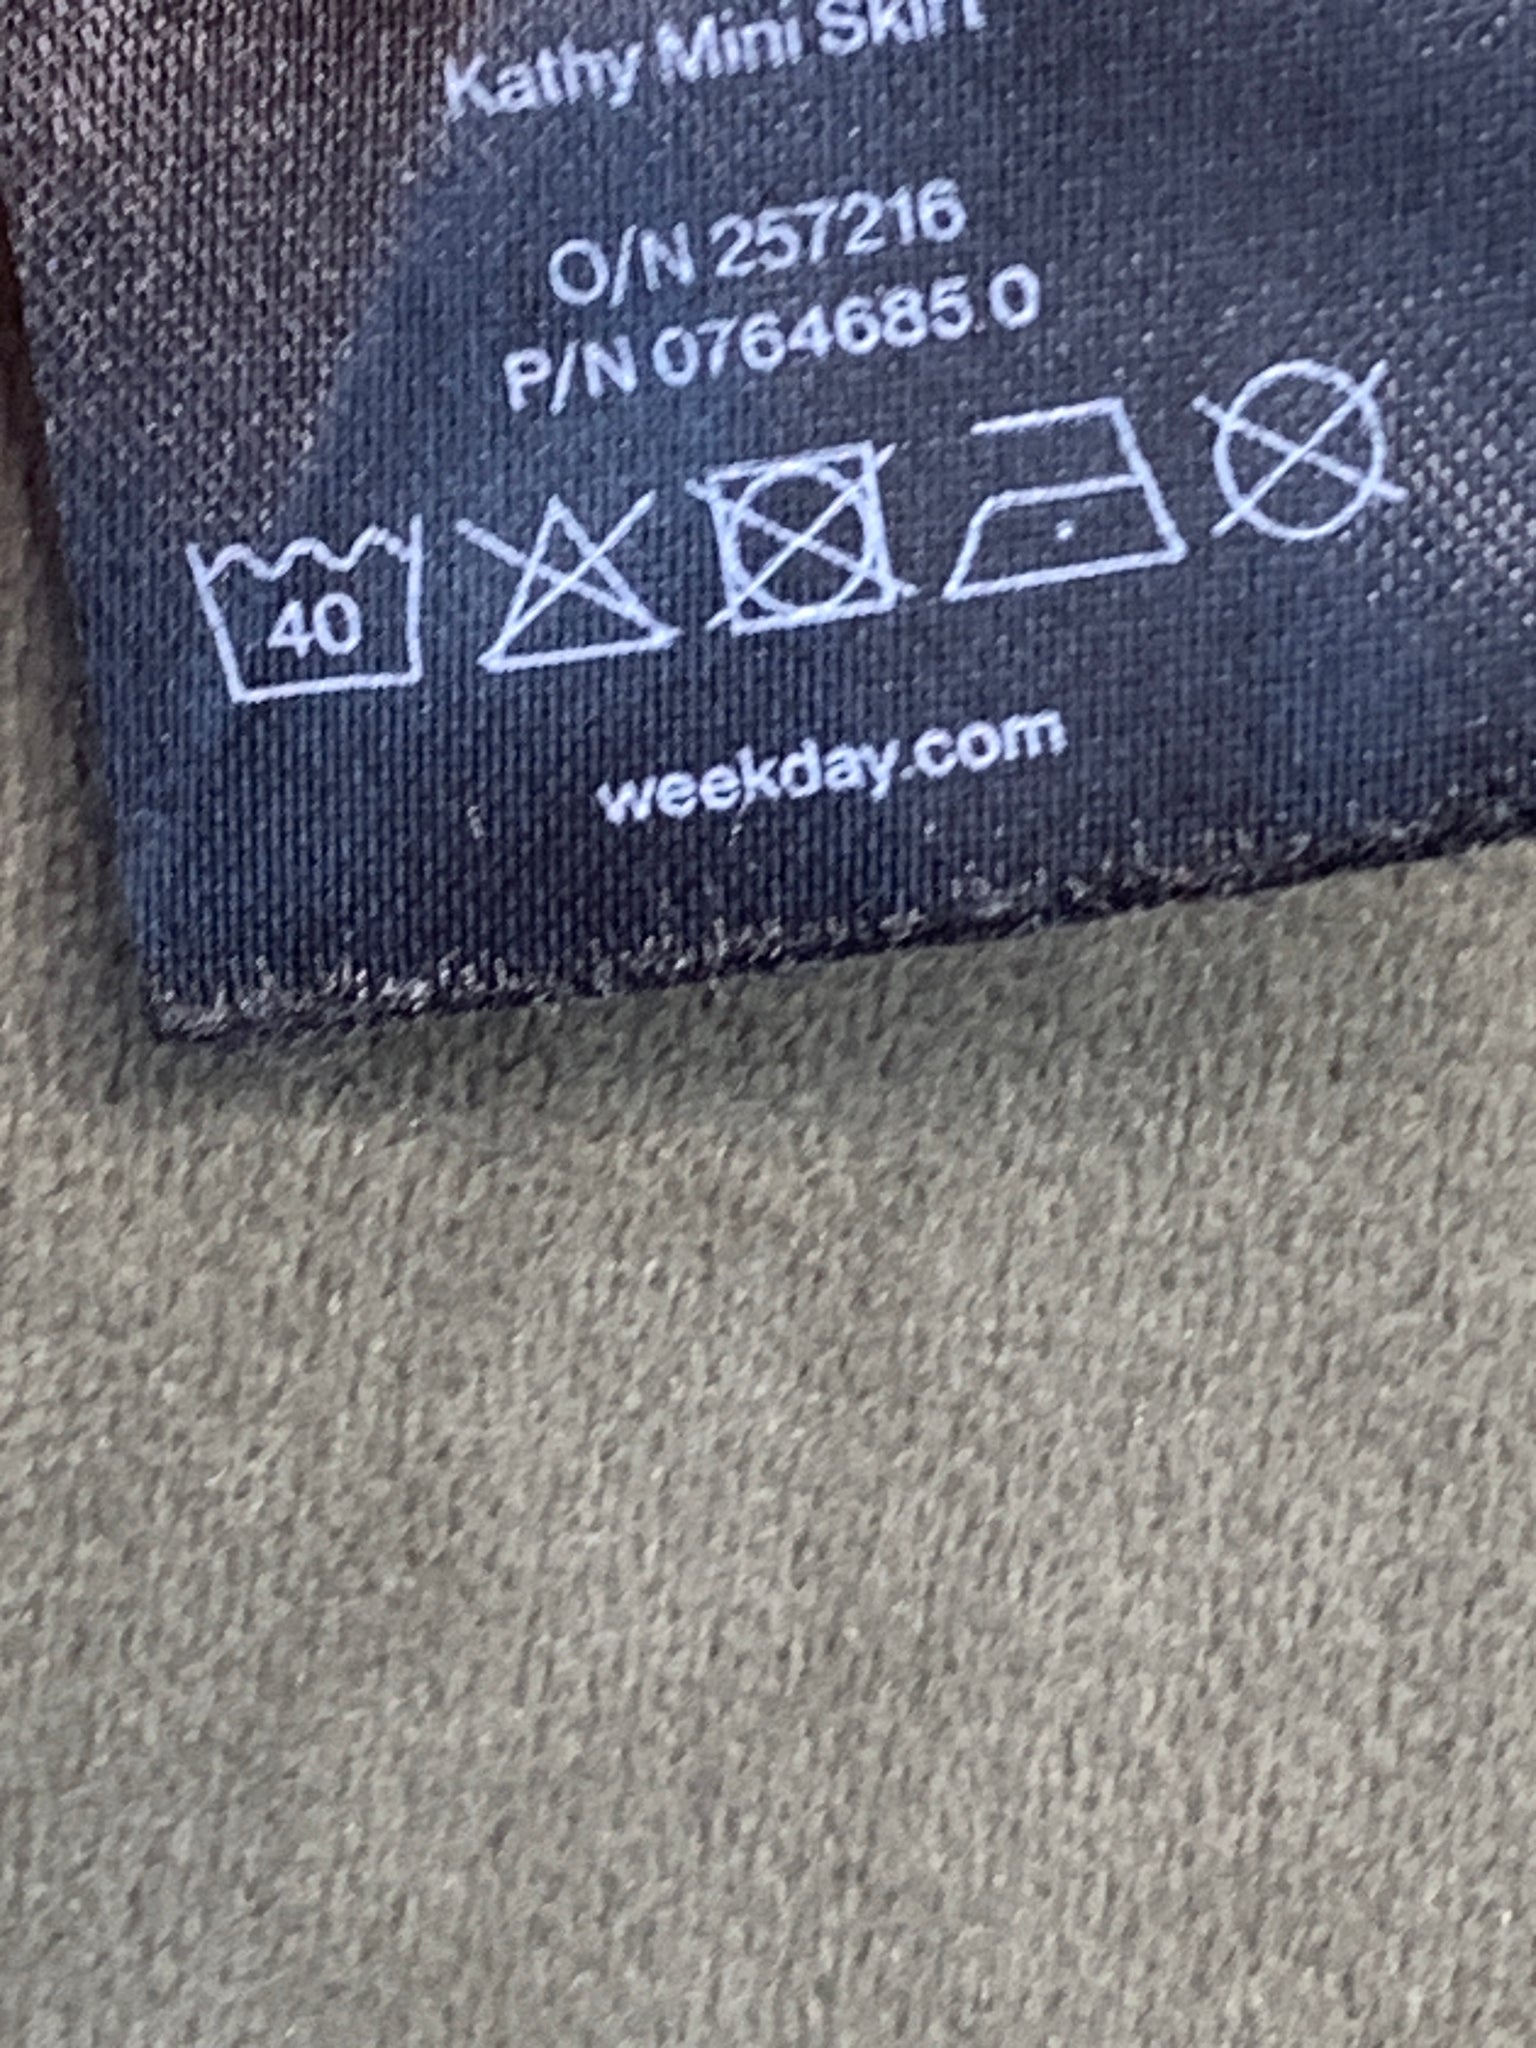 Kathy Mini Skirt
O/N 257216
P/N 0764685.0
40
weekday.com